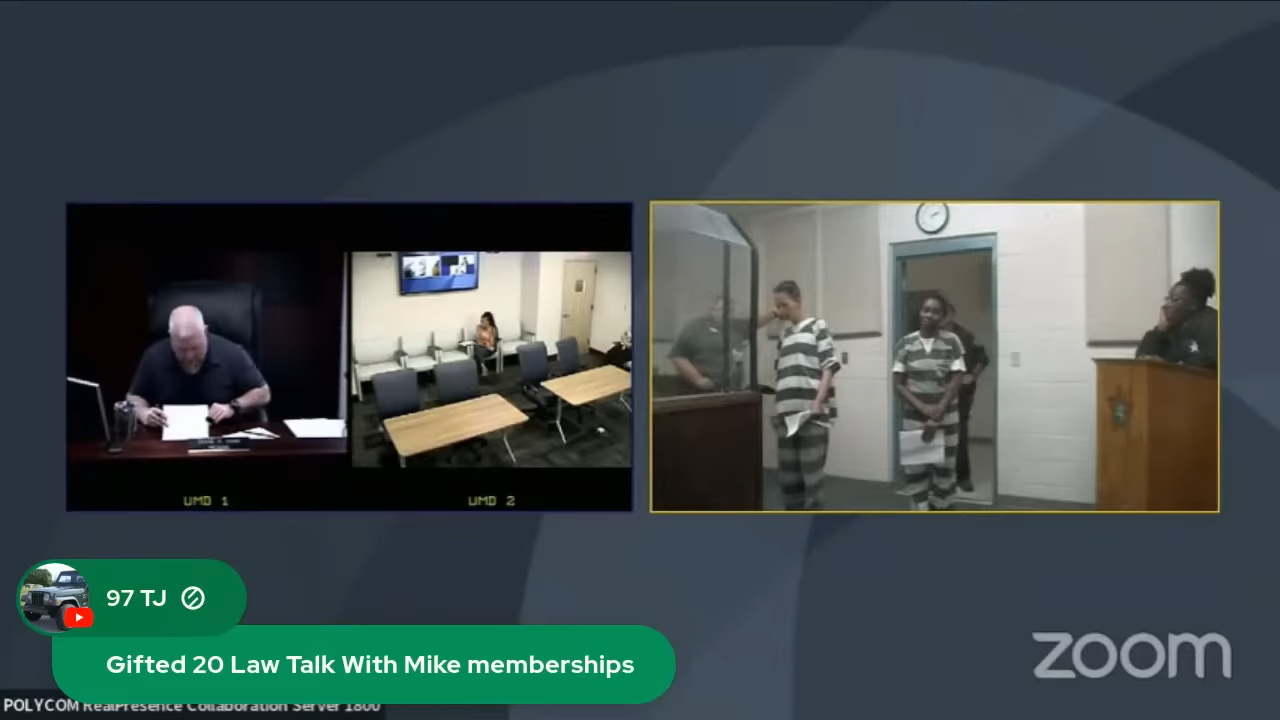 UMD 1
UMD 2
97 TJ
Gifted 20 Law Talk With Mike memberships
zoom
POLYCOM RealPresence Collaboration Server 1800